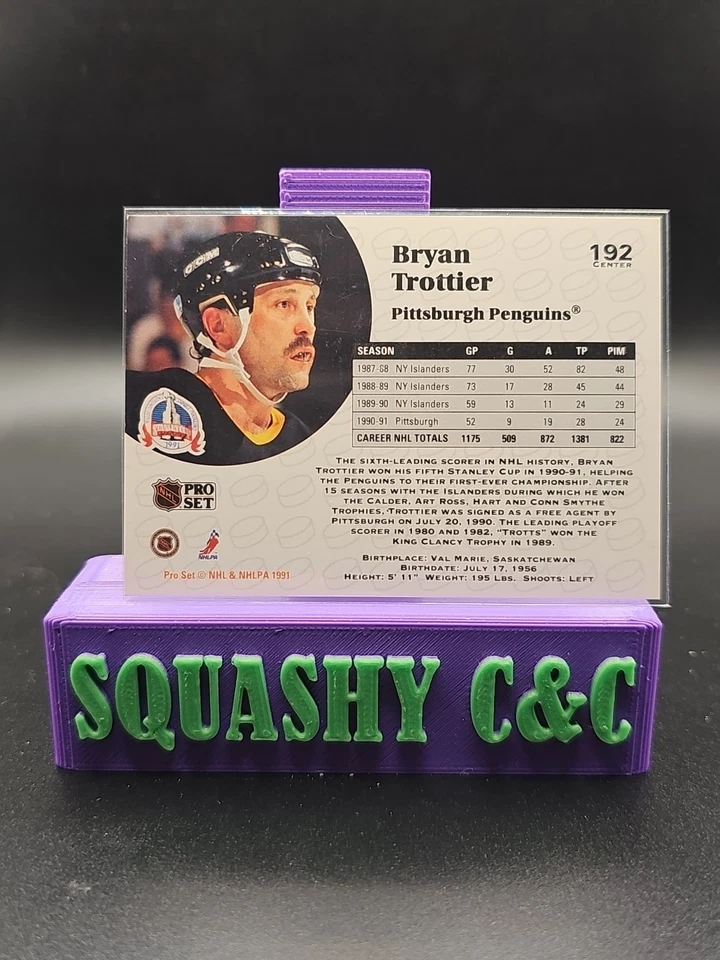 Bryan
Trottier
192
CENTER
Pittsburgh Penguins®
SEASON GP G A TP PIM
1987-88 NY Islanders 77 30 52 82 48
1988-89 NY Islanders 73 17 28 45 44
1989-90 NY Islanders 59 13 11 24 29
1990-91 Pittsburgh 52 9 19 28 24
CAREER NHL TOTALS 1175 509 872 1381 822
THE SIXTH-LEADING SCORER IN NHL HISTORY, BRYAN
TROTTIER WON HIS FIFTH STANLEY CUP IN 1990-91, HELPING
THE PENGUINS TO THEIR FIRST-EVER CHAMPIONSHIP. AFTER
15 SEASONS WITH THE ISLANDERS DURING WHICH HE WON
THE CALDER, ART ROSS, HART AND CONN SMYTHE
TROPHIES, TROTTIER WAS SIGNED AS A FREE AGENT BY
PITTSBURGH ON JULY 20, 1990. THE LEADING PLAYOFF
SCORER IN 1980 AND 1982, "TROTTS" WON THE
KING CLANCY TROPHY IN 1989.
BIRTHPLACE: VAL MARIE, SASKATCHEWAN
BIRTHDATE: JULY 17, 1956
HEIGHT: 5' 11" WEIGHT: 195 LBS. SHOOTS: LEFT
STANLEY CUP
1991
NHL
PRO
SET
NHLPA
Pro Set © NHL & NHLPA 1991
SQUASHY C&C